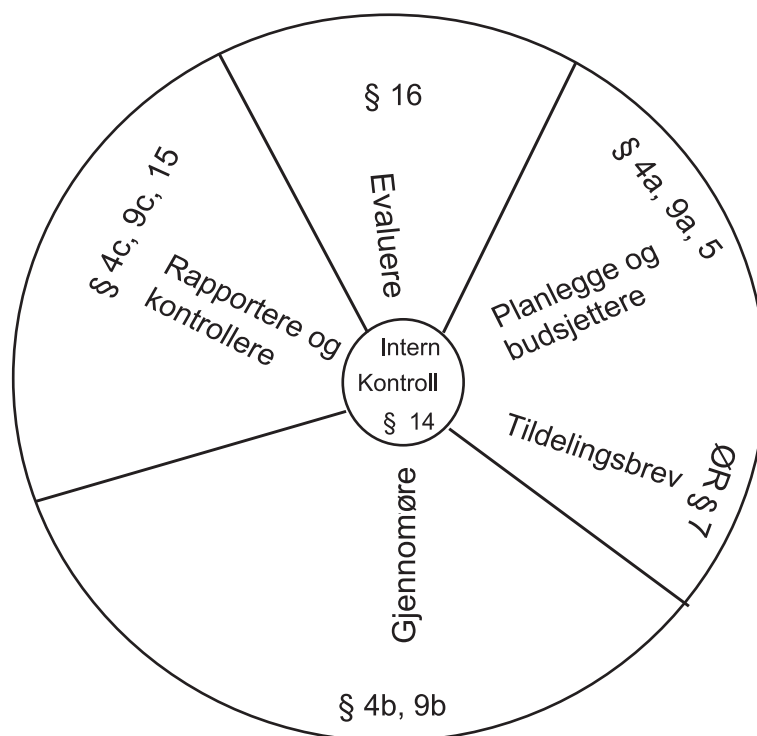 § 16
Evaluere
§ 4a, 9a, 5
Planlegge og
budsjettere
Tildelingsbrev
ØR § 7
Gjennomøre
§ 4b, 9b
§ 4c, 9c, 15
Rapportere og
kontrollere
Intern
Kontroll
§ 14